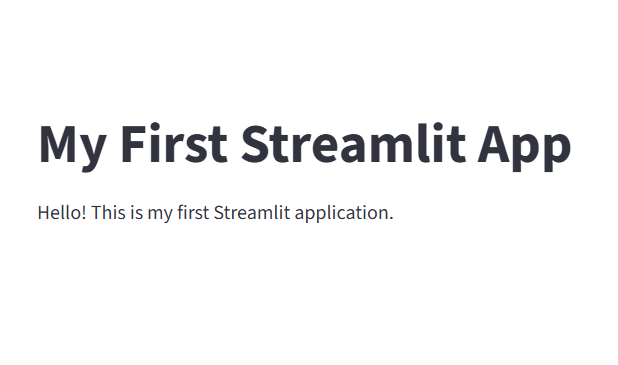 My First Streamlit App
Hello! This is my first Streamlit application.